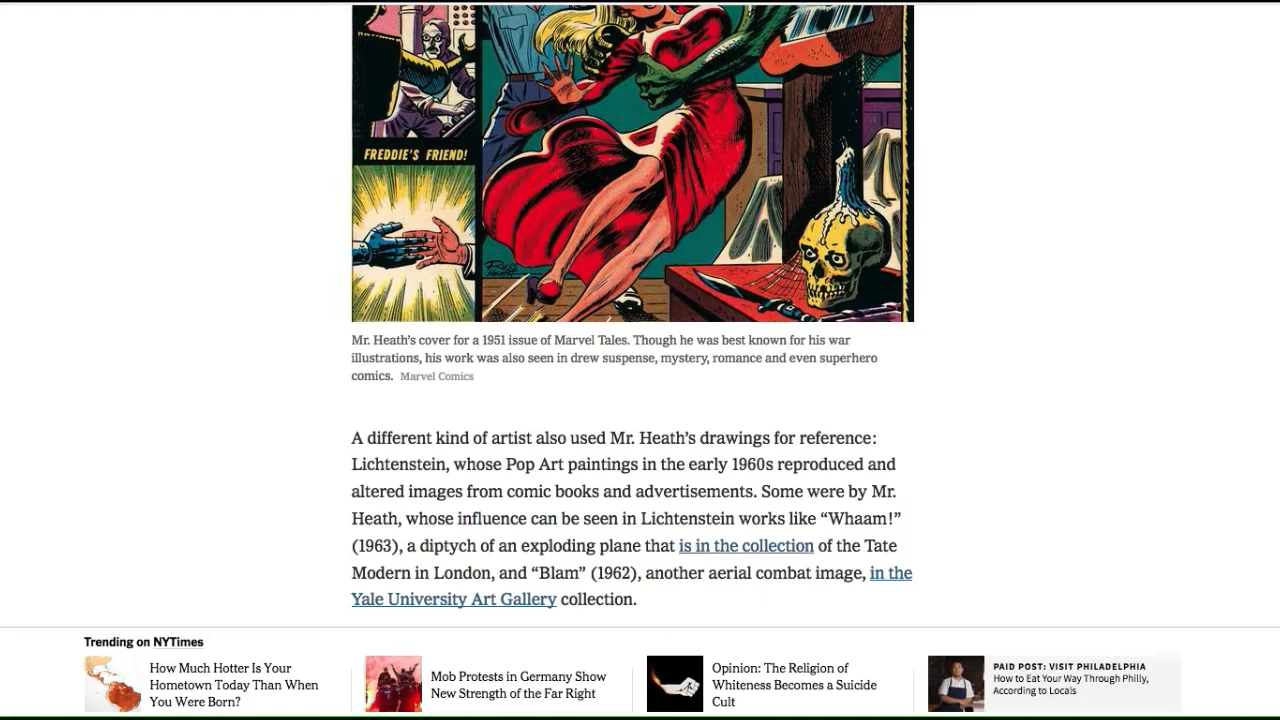 FREDDIE'S FRIEND!
RUSS
HEATH
Mr. Heath's cover for a 1951 issue of Marvel Tales. Though he was best known for his war
illustrations, his work was also seen in drew suspense, mystery, romance and even superhero
comics. Marvel Comics
A different kind of artist also used Mr. Heath's drawings for reference:
Lichtenstein, whose Pop Art paintings in the early 1960s reproduced and
altered images from comic books and advertisements. Some were by Mr.
Heath, whose influence can be seen in Lichtenstein works like “Whaam!”
(1963), a diptych of an exploding plane that is in the collection of the Tate
Modern in London, and “Blam” (1962), another aerial combat image, in the
Yale University Art Gallery collection.
Trending on NYTimes
How Much Hotter Is Your
Hometown Today Than When
You Were Born?
Mob Protests in Germany Show
New Strength of the Far Right
Opinion: The Religion of
Whiteness Becomes a Suicide
Cult
PAID POST: VISIT PHILADELPHIA
How to Eat Your Way Through Philly,
According to Locals